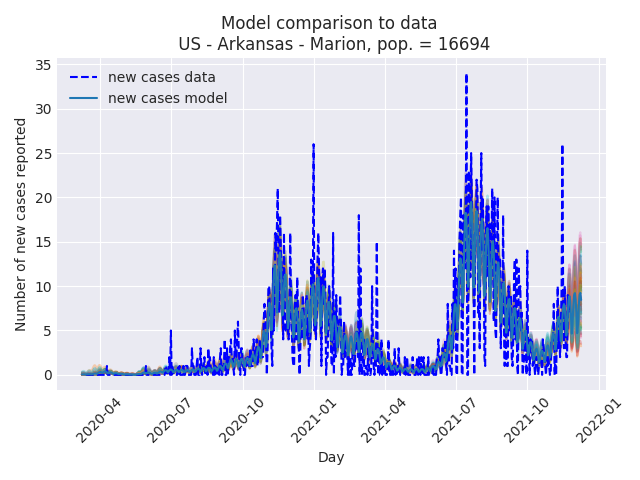 Model comparison to data
US - Arkansas - Marion, pop. = 16694
Number of new cases reported
35
30
25
20
15
10
5
0
new cases data
new cases model
2020-04
2020-07
2020-10
2021-01
2021-04
2021-07
2021-10
2022-01
Day